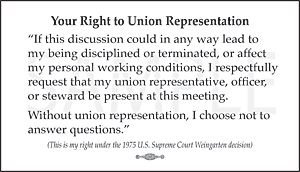 Your Right to Union Representation
“If this discussion could in any way lead to
my being disciplined or terminated, or affect
my personal working conditions, I respectfully
request that my union representative, officer,
or steward be present at this meeting.
Without union representation, I choose not to
answer questions.”
(This is my right under the 1975 U.S. Supreme Court Weingarten decision)